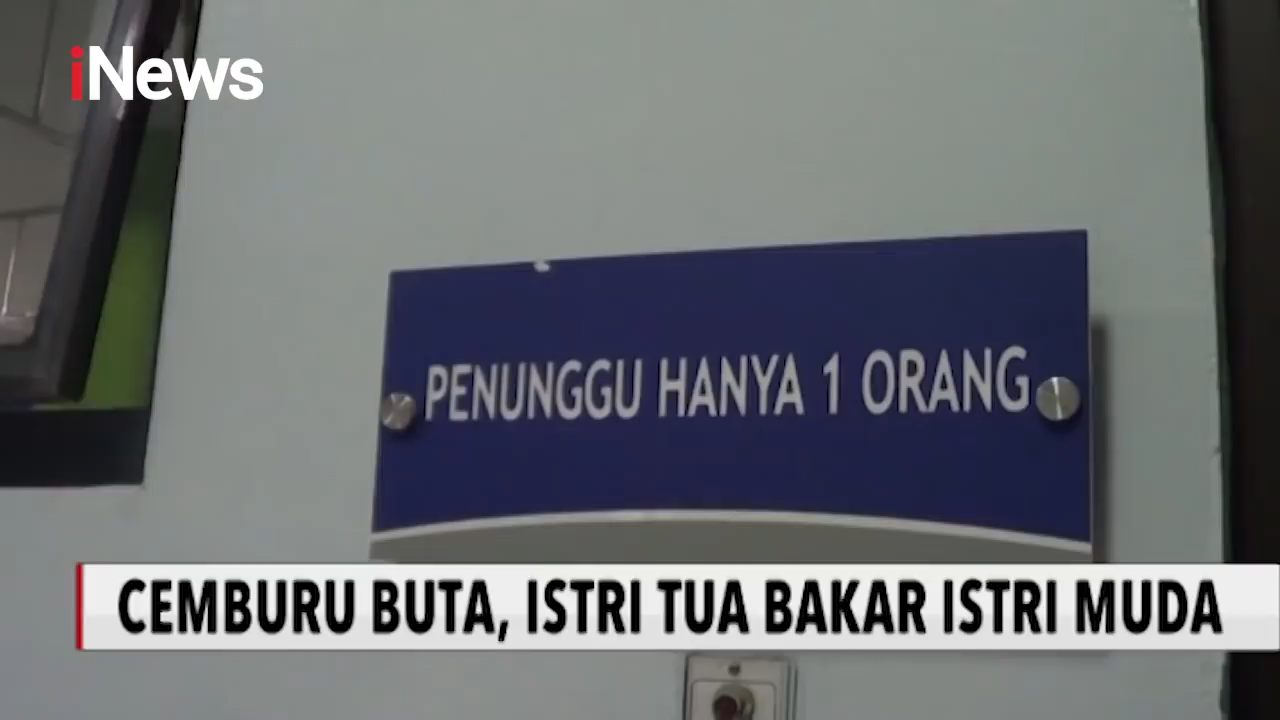 iNews
PENUNGGU HANYA 1 ORANG
CEMBURU BUTA, ISTRI TUA BAKAR ISTRI MUDA